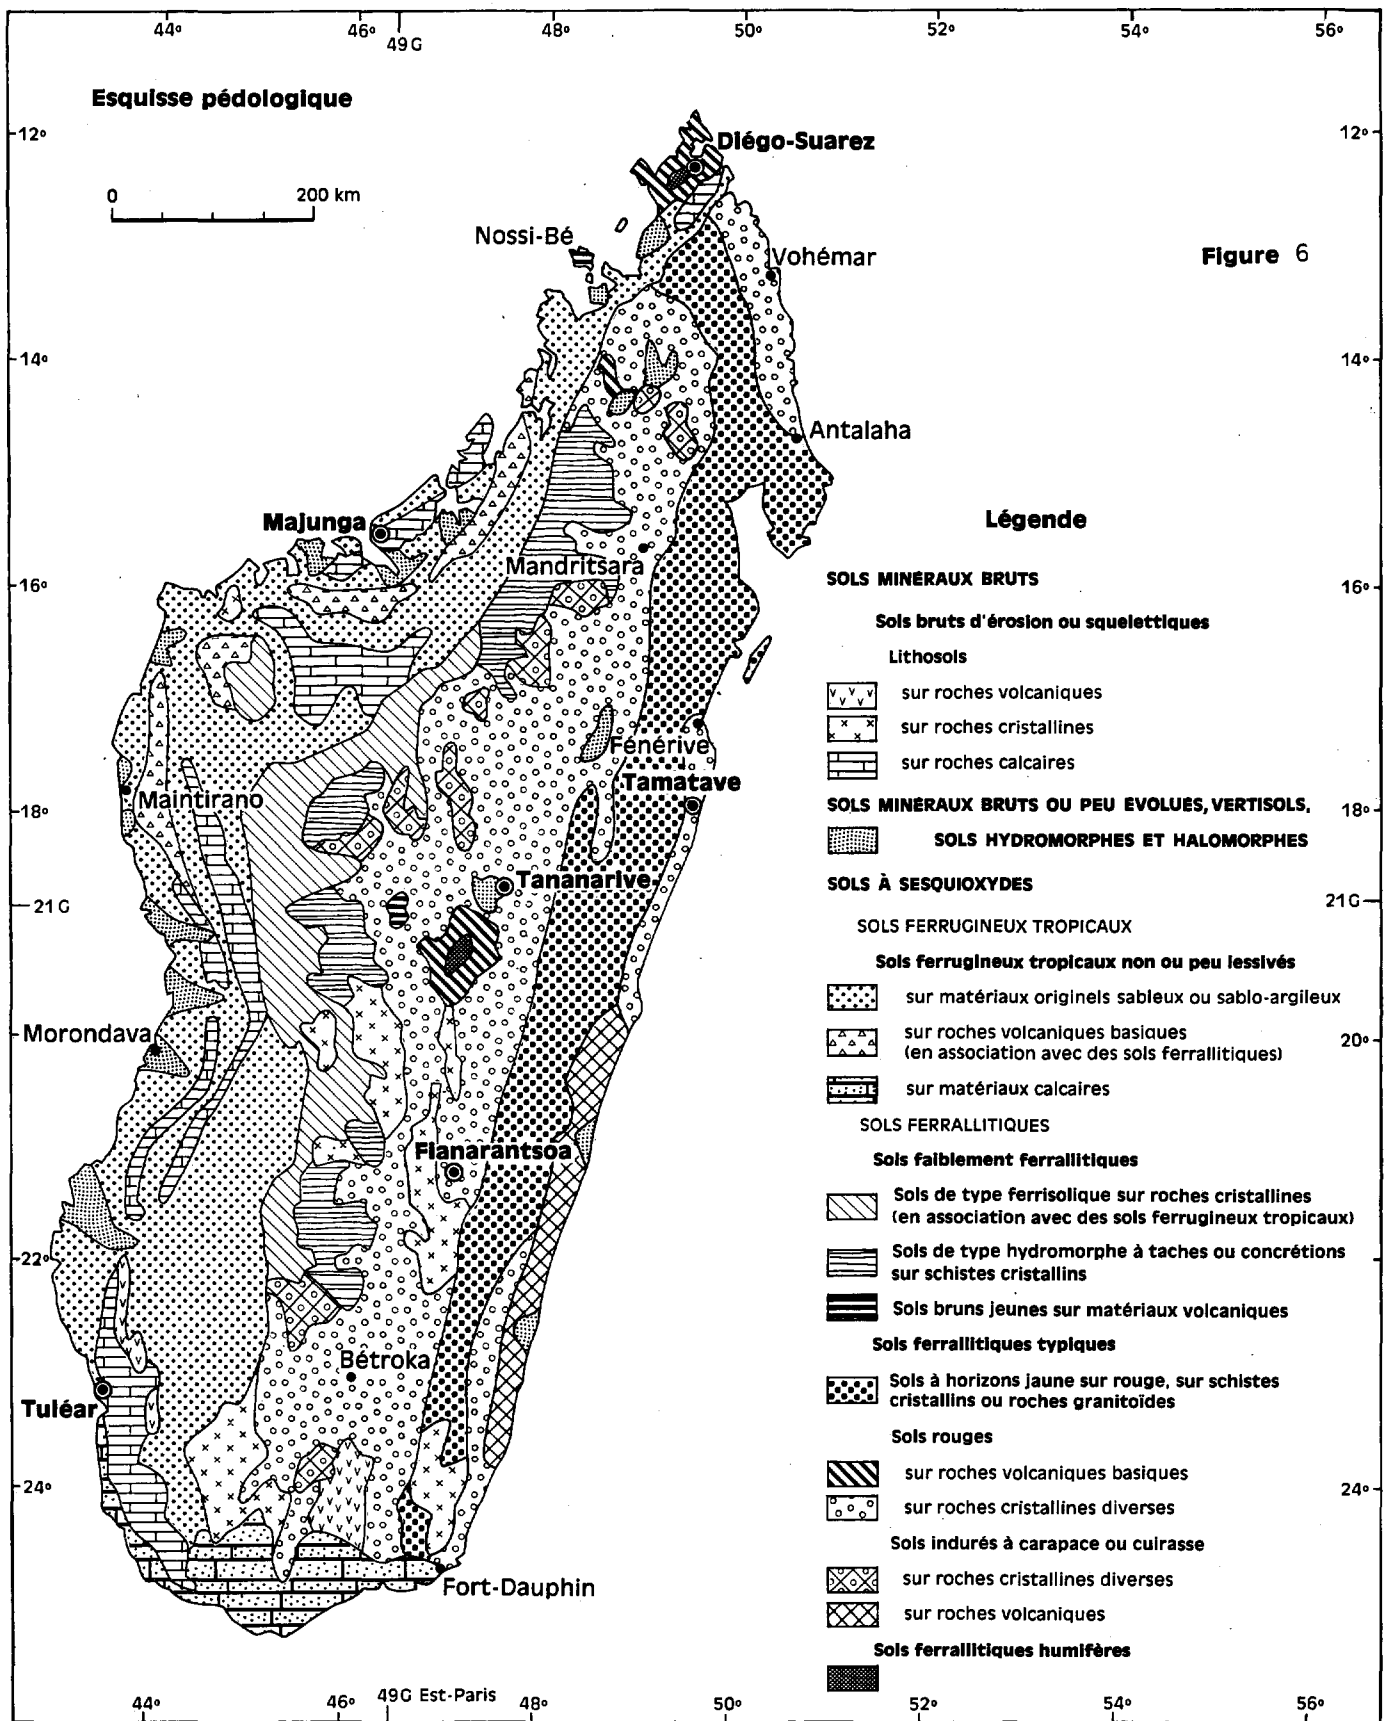 44° 46° 48° 50° 52° 54° 56°
49G
Esquisse pédologique
12° 12°
Diégo-Suarez
0 200 km
Nossi-Bé
Vohémar
Figure 6
14° 14°
Antalaha
Majunga
Légende
Mandritsara
SOLS MINÉRAUX BRUTS
16° 16°
Sols bruts d'érosion ou squelettiques
Lithosols
sur roches volcaniques
sur roches cristallines
Fénérive
sur roches calcaires
Tamatave
Maintirano
SOLS MINÉRAUX BRUTS OU PEU ÉVOLUÉS, VERTISOLS,
18° 18°
SOLS HYDROMORPHES ET HALOMORPHES
Tananarive
SOLS À SESQUIOXYDES
21G 21G
SOLS FERRUGINEUX TROPICAUX
Sols ferrugineux tropicaux non ou peu lessivés
sur matériaux originels sableux ou sablo-argileux
Morondava
sur roches volcaniques basiques
20°
(en association avec des sols ferrallitiques)
sur matériaux calcaires
SOLS FERRALLITIQUES
Fianarantsoa
Sols faiblement ferrallitiques
Sols de type ferrisolique sur roches cristallines
(en association avec des sols ferrugineux tropicaux)
22°
Sols de type hydromorphe à taches ou concrétions
sur schistes cristallins
Sols bruns jeunes sur matériaux volcaniques
Sols ferrallitiques typiques
Bétroka
Sols à horizons jaune sur rouge, sur schistes
cristallins ou roches granitoïdes
Tuléar
Sols rouges
sur roches volcaniques basiques
24° 24°
sur roches cristallines diverses
Sols indurés à carapace ou cuirasse
sur roches cristallines diverses
Fort-Dauphin
sur roches volcaniques
Sols ferrallitiques humifères
44° 46° 49G Est-Paris 48° 50° 52° 54° 56°